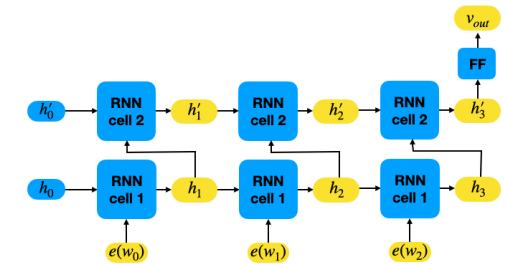 v_out
FF
h'_0
RNN cell 2
h'_1
RNN cell 2
h'_2
RNN cell 2
h'_3
h_0
RNN cell 1
h_1
RNN cell 1
h_2
RNN cell 1
h_3
e(w_0)
e(w_1)
e(w_2)